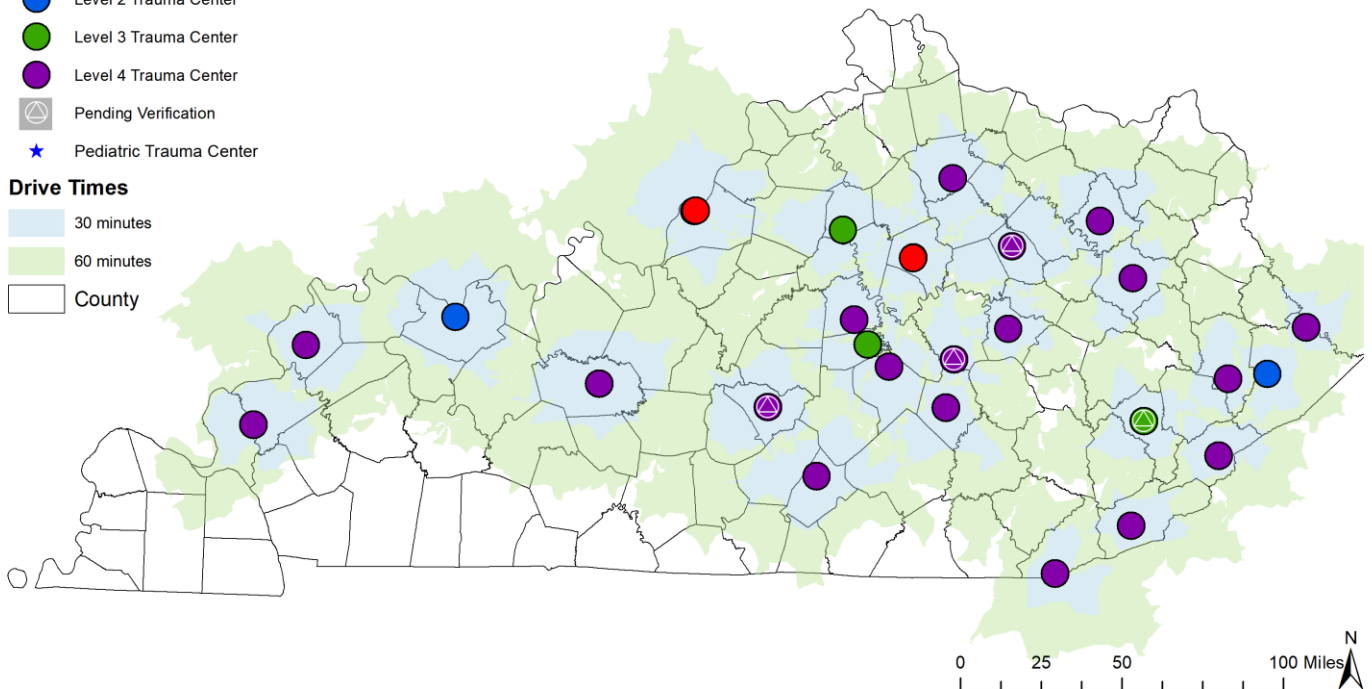 Level 2 Trauma Center
Level 3 Trauma Center
Level 4 Trauma Center
Pending Verification
Pediatric Trauma Center
Drive Times
30 minutes
60 minutes
County
N
0 25 50 100 Miles